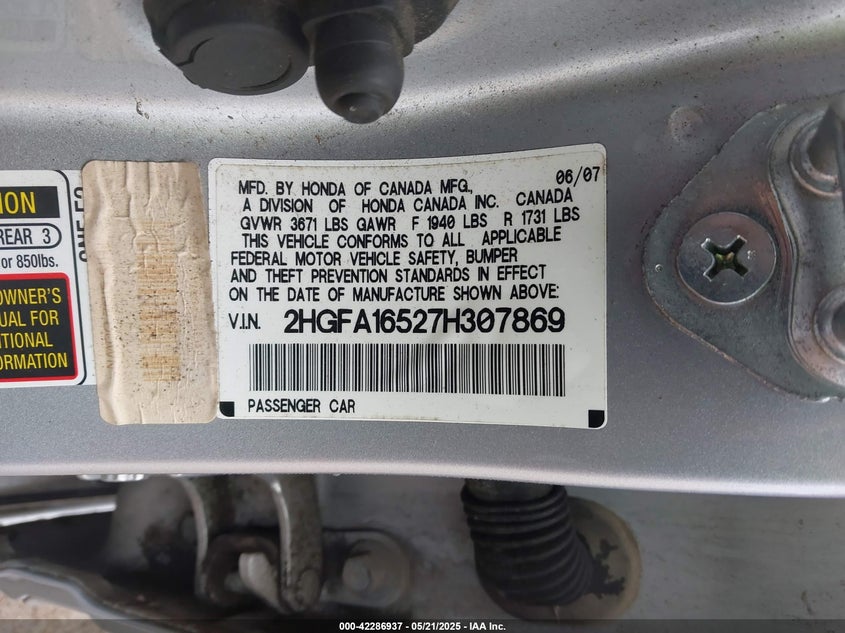 ION
REAR 3
or 850lbs.
OWNER'S
UAL FOR
ITIONAL
FORMATION
06/07
MFD. BY HONDA OF CANADA MFG.,
A DIVISION OF HONDA CANADA INC. CANADA
GVWR 3671 LBS GAWR F 1940 LBS R 1731 LBS
THIS VEHICLE CONFORMS TO ALL APPLICABLE
FEDERAL MOTOR VEHICLE SAFETY, BUMPER
AND THEFT PREVENTION STANDARDS IN EFFECT
ON THE DATE OF MANUFACTURE SHOWN ABOVE:
V.I.N. 2HGFA16527H307869
PASSENGER CAR
000-42286937 - 05/21/2025 - IAA Inc.